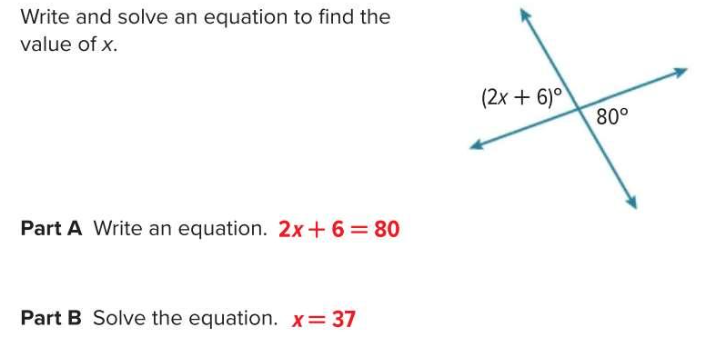 Write and solve an equation to find the
value of x.
(2x + 6)°
80°
Part A Write an equation. 2x + 6 = 80
Part B Solve the equation. x = 37